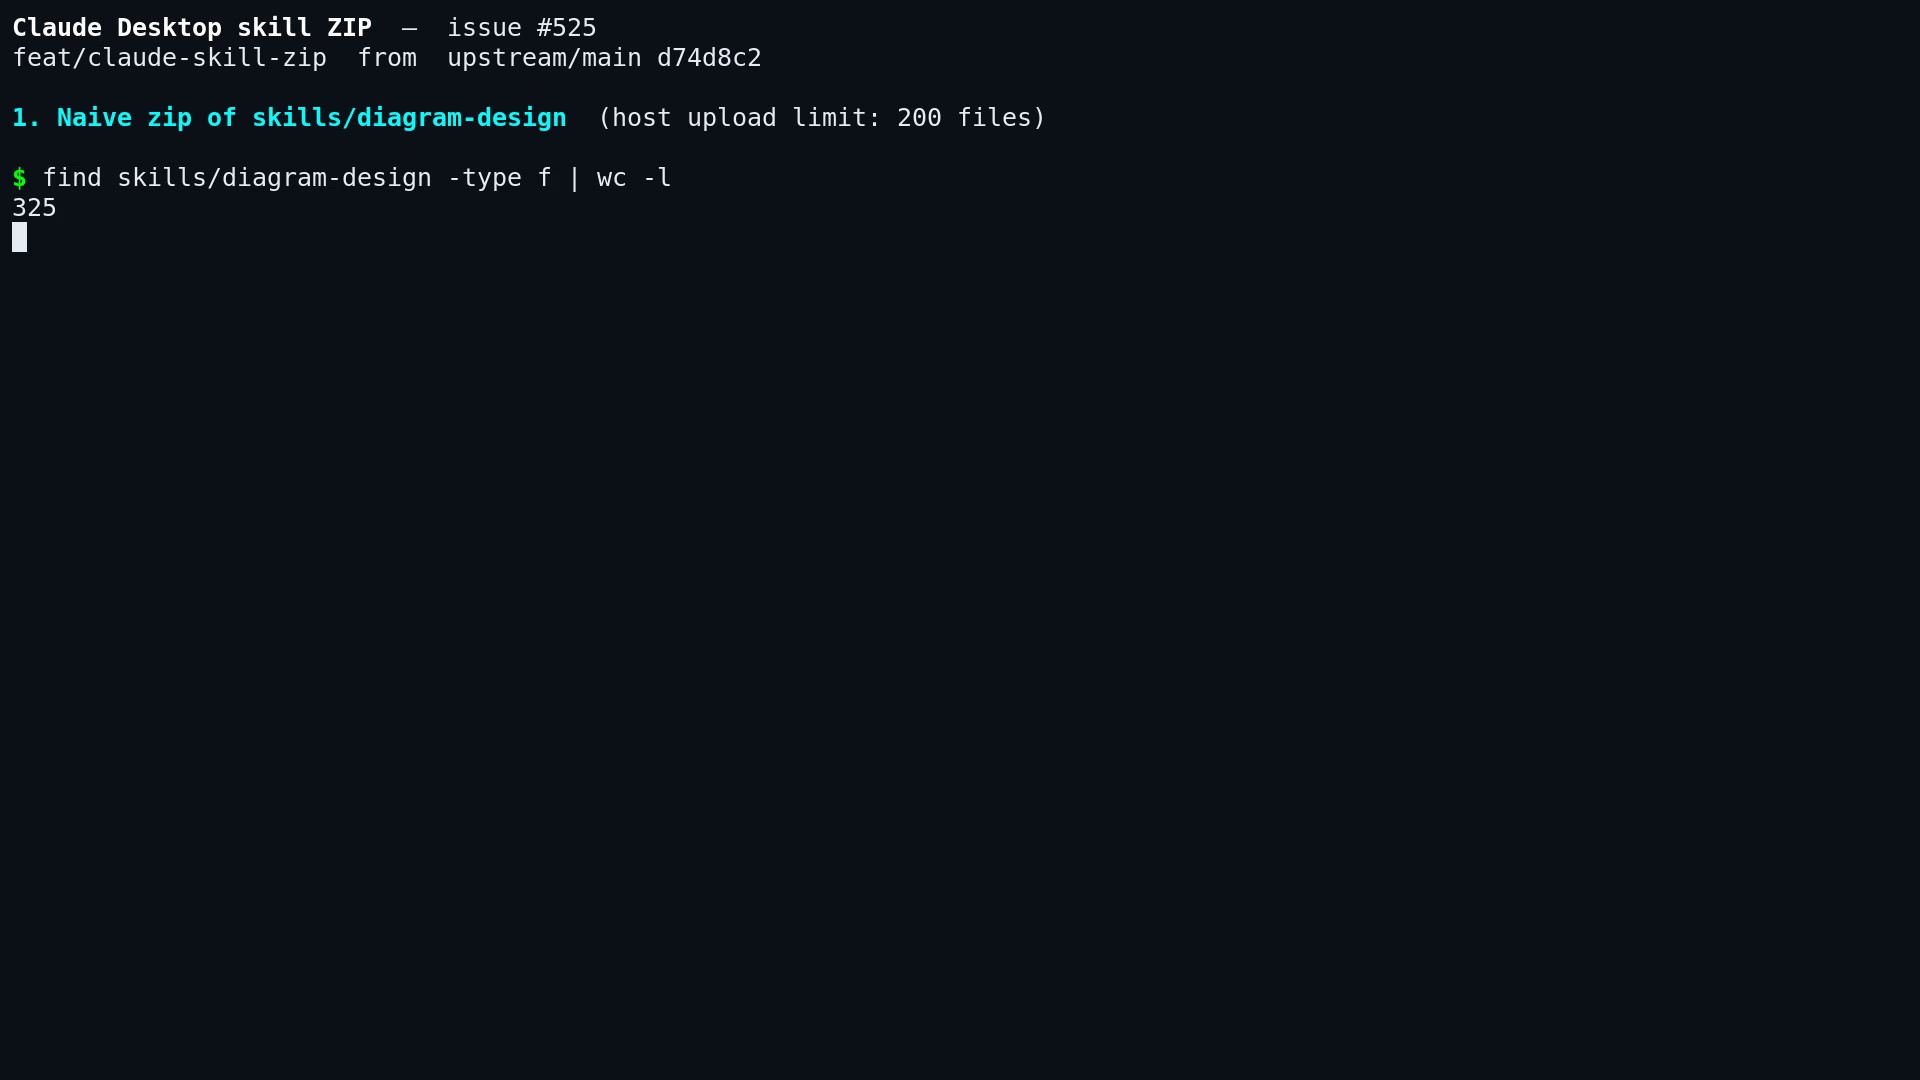 Claude Desktop skill ZIP — issue #525
feat/claude-skill-zip from upstream/main d74d8c2
1. Naive zip of skills/diagram-design (host upload limit: 200 files)
$ find skills/diagram-design -type f | wc -l
325